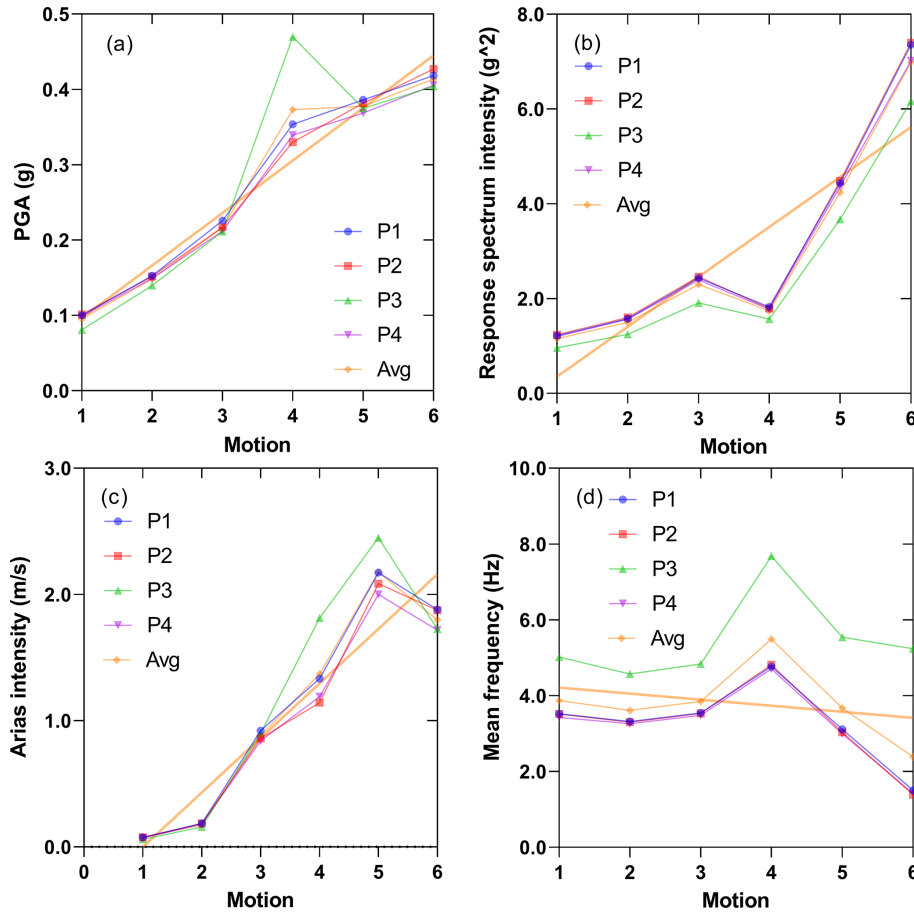 (a)
PGA (g)
0.5
0.4
0.3
0.2
0.1
0.0
1 2 3 4 5 6
Motion
P1
P2
P3
P4
Avg
(b)
Response spectrum intensity (g^2)
8.0
6.0
4.0
2.0
0.0
1 2 3 4 5 6
Motion
P1
P2
P3
P4
Avg
(c)
Arias intensity (m/s)
3.0
2.0
1.0
0.0
0 1 2 3 4 5 6
Motion
P1
P2
P3
P4
Avg
(d)
Mean frequency (Hz)
10.0
8.0
6.0
4.0
2.0
0.0
1 2 3 4 5 6
Motion
P1
P2
P3
P4
Avg